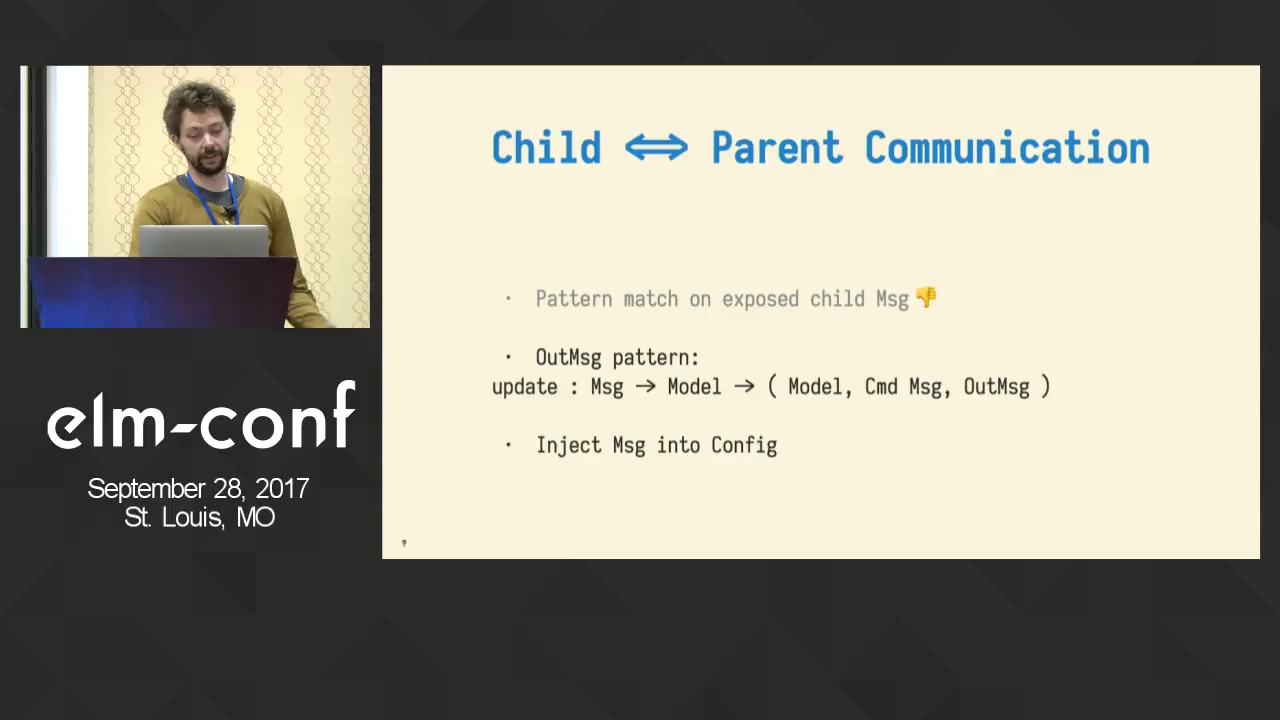 Child ⟺ Parent Communication
· Pattern match on exposed child Msg 👎
· OutMsg pattern:
update : Msg → Model → ( Model, Cmd Msg, OutMsg )
· Inject Msg into Config
elm-conf
September 28, 2017
St. Louis, MO